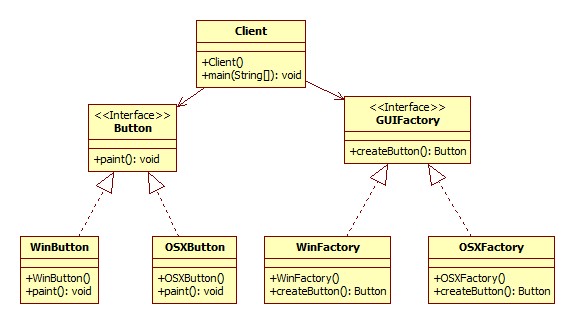 Client
+Client()
+main(String[]): void
<<Interface>>
Button
+paint(): void
<<Interface>>
GUIFactory
+createButton(): Button
WinButton
+WinButton()
+paint(): void
OSXButton
+OSXButton()
+paint(): void
WinFactory
+WinFactory()
+createButton(): Button
OSXFactory
+OSXFactory()
+createButton(): Button